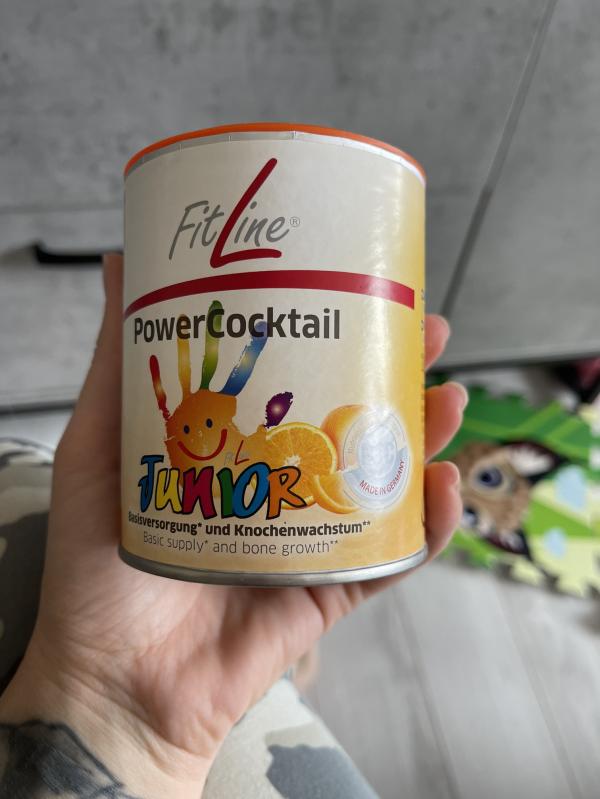 FitLine®
PowerCocktail
JUNIOR
MADE IN GERMANY
Basisversorgung* und Knochenwachstum**
Basic supply* and bone growth**